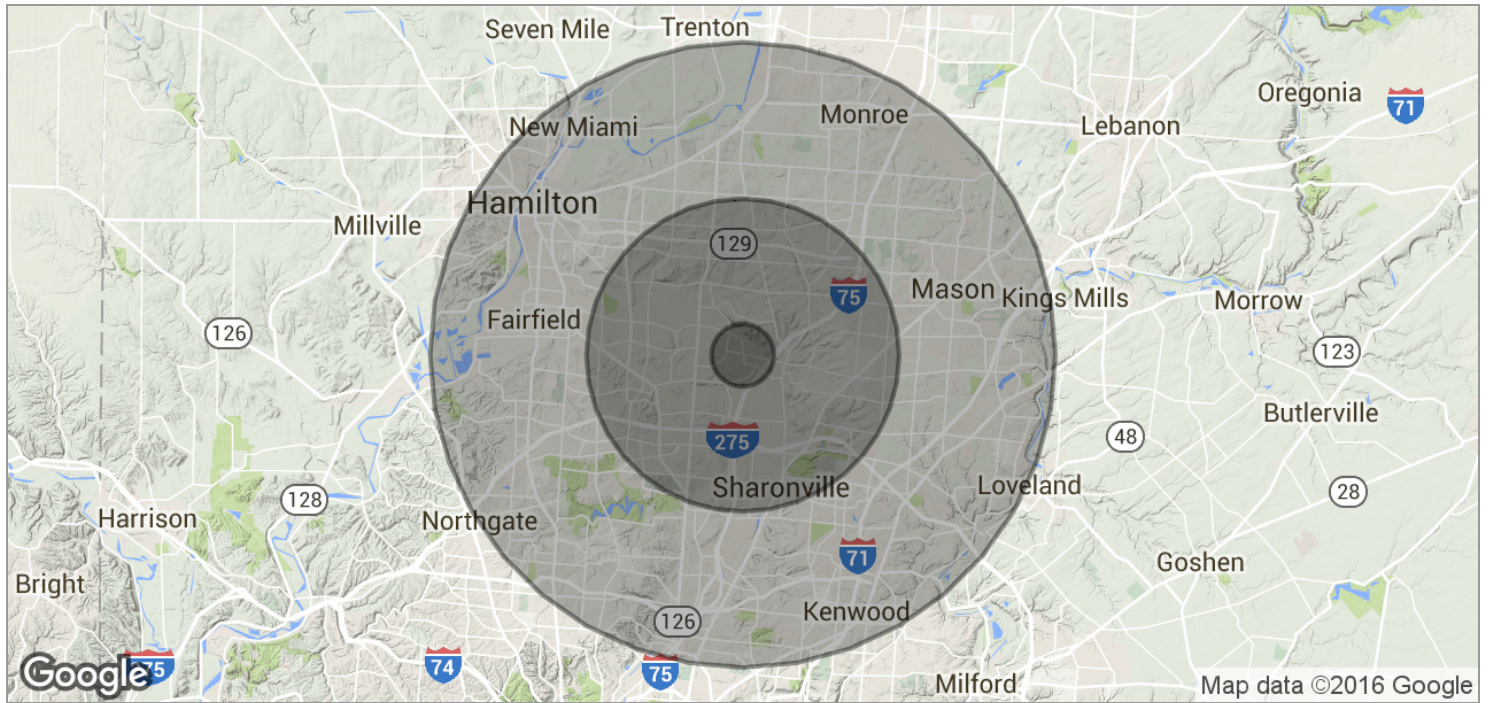 Seven Mile
Trenton
Oregonia
71
Monroe
New Miami
Lebanon
Hamilton
Millville
129
Mason
75
Kings Mills
Morrow
Fairfield
126
123
Butlerville
48
275
Sharonville
Loveland
28
128
Harrison
Northgate
71
Goshen
Bright
Kenwood
126
75
74
75
Milford
Google
Map data ©2016 Google